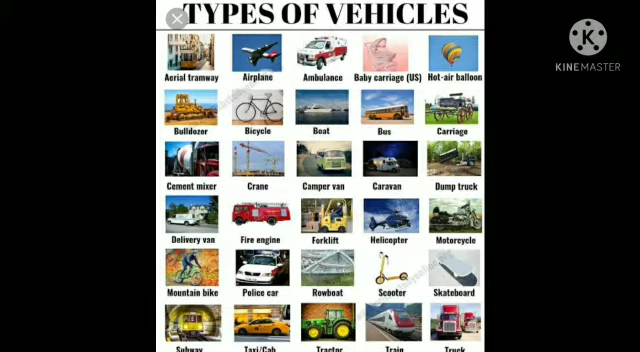 TYPES OF VEHICLES
KINEMASTER
Aerial tramway Airplane Ambulance Baby carriage (US) Hot-air balloon
Bulldozer Bicycle Boat Bus Carriage
Cement mixer Crane Camper van Caravan Dump truck
Delivery van Fire engine Forklift Helicopter Motorcycle
Mountain bike Police car Rowboat Scooter Skateboard
Subway Taxi/Cab Tractor Train Truck